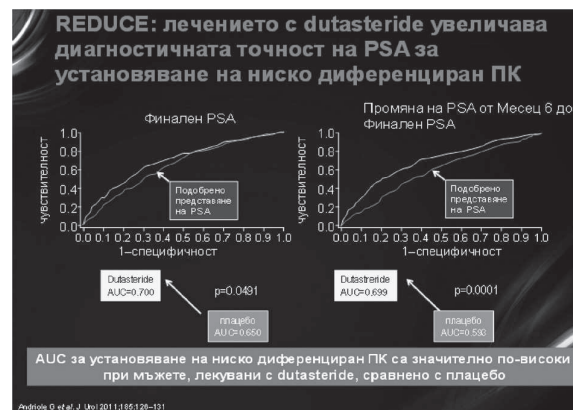 REDUCE: лечението с dutasteride увеличава
диагностичната точност на PSA за
установяване на ниско диференциран ПК
Финален PSA
1.0
0.8
0.6
0.4
0.2
0.0
чувствителност
Подобрено
представяне
на PSA
0.0 0.1 0.2 0.3 0.4 0.5 0.6 0.7 0.8 0.9 1.0
1–специфичност
Dutasteride
AUC=0.700
p=0.0491
плацебо
AUC=0.650
Промяна на PSA от Месец 6 до
Финален PSA
1.0
0.8
0.6
0.4
0.2
0.0
чувствителност
Подобрено
представяне
на PSA
0.0 0.1 0.2 0.3 0.4 0.5 0.6 0.7 0.8 0.9 1.0
1–специфичност
Dutastreride
AUC=0.699
p=0.0001
плацебо
AUC=0.593
AUC за установяване на ниско диференциран ПК са значително по-високи
при мъжете, лекувани с dutasteride, сравнено с плацебо
Andriole G et al. J. Urol 2011;185:126–131